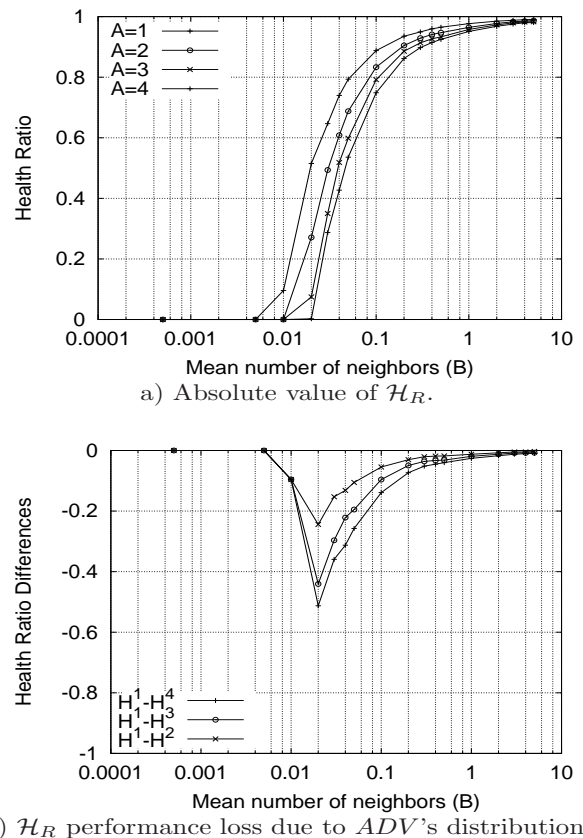 1
0.8
0.6
0.4
0.2
0
Health Ratio
A=1
A=2
A=3
A=4
0.0001 0.001 0.01 0.1 1 10
Mean number of neighbors (B)
a) Absolute value of H_R.
0
-0.2
-0.4
-0.6
-0.8
-1
Health Ratio Differences
H^1-H^4
H^1-H^3
H^1-H^2
0.0001 0.001 0.01 0.1 1 10
Mean number of neighbors (B)
) H_R performance loss due to ADV's distribution